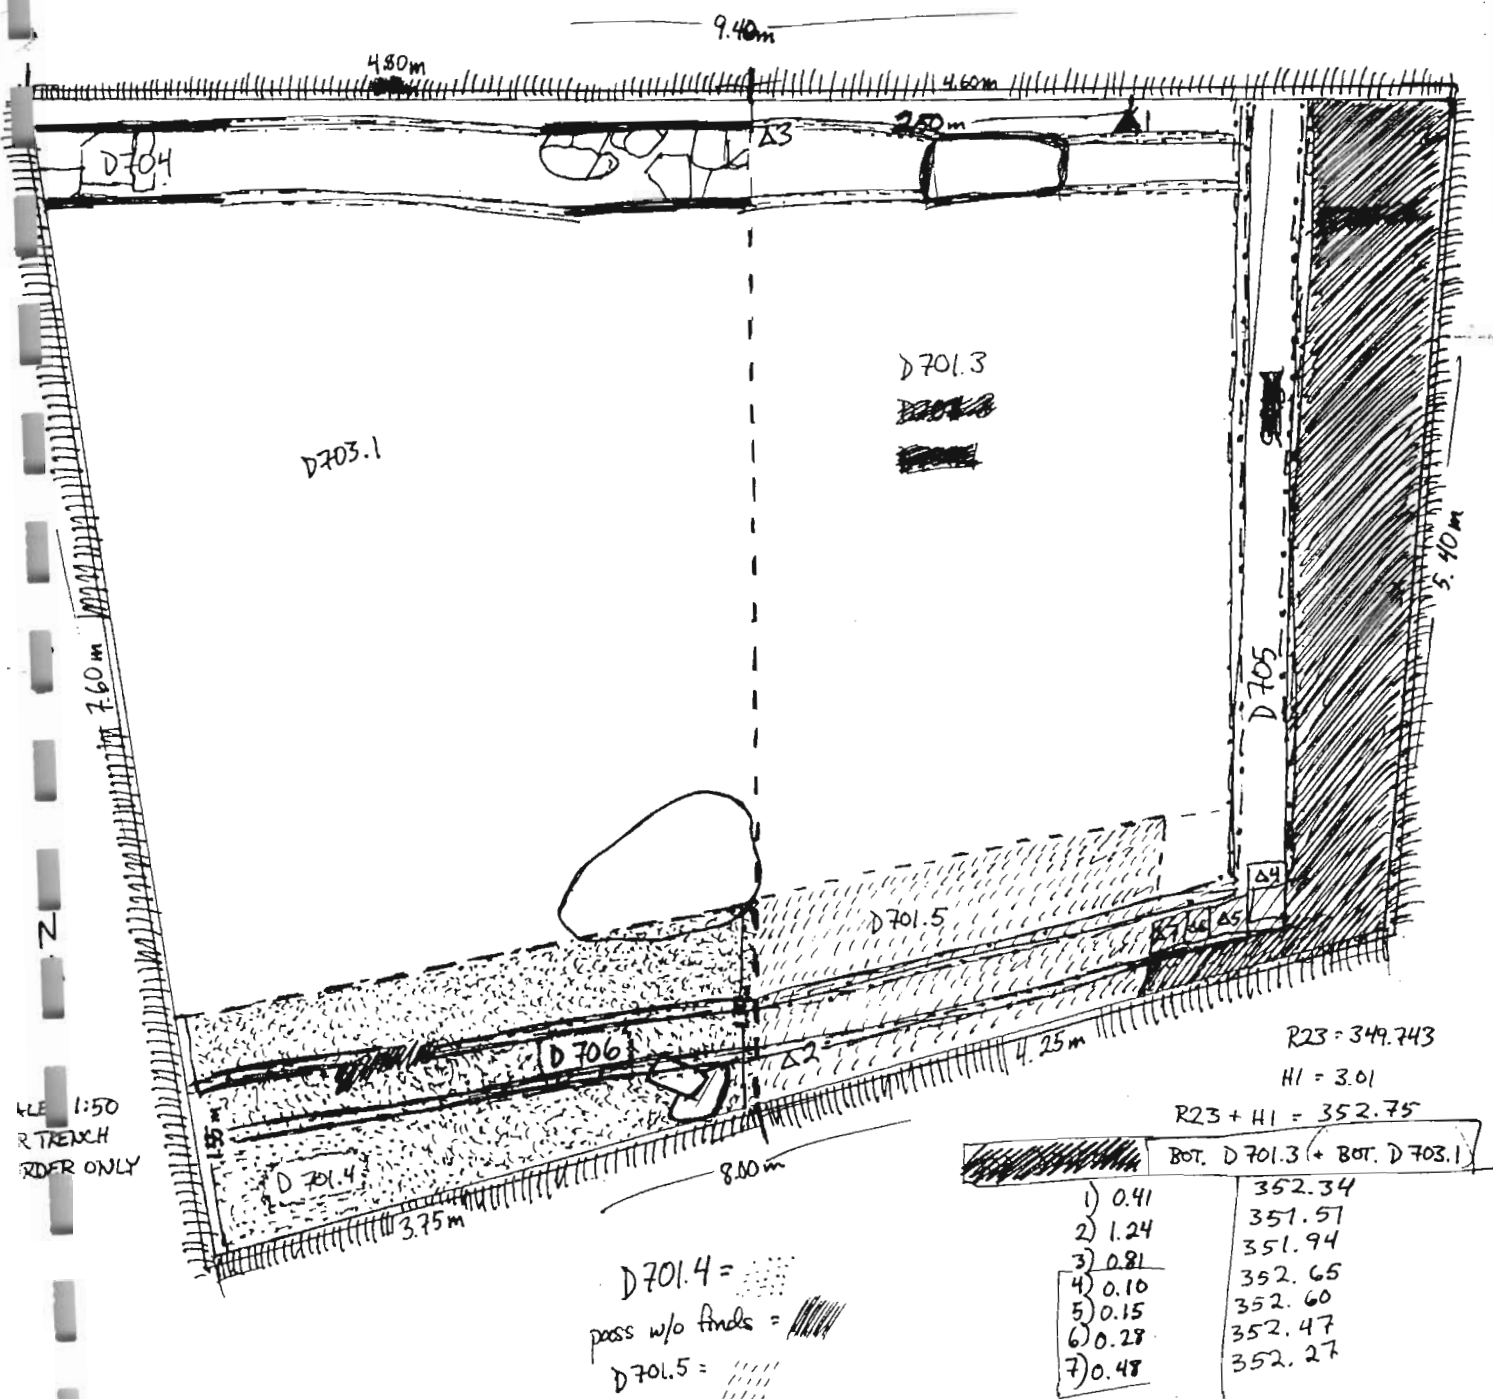 9.40m
4.80m
4.60m
D704
Δ3
2.50m
1
D701.3
D703.1
5.40m
D705
7.60m
Δ4
D701.5
Δ7 Δ6 Δ5
N
D706
Δ2
4.25m
R23 = 349.743
HI = 3.01
R23 + HI = 352.75
1:50
R TRENCH
RDER ONLY
1.55m
D701.4
8.00m
3.75m
BOT. D701.3 (+ BOT. D703.1)
1) 0.41 352.34
2) 1.24 351.51
3) 0.81 351.94
4) 0.10 352.65
5) 0.15 352.60
6) 0.28 352.47
7) 0.48 352.27
D701.4 =
pass w/o finds =
D701.5 =